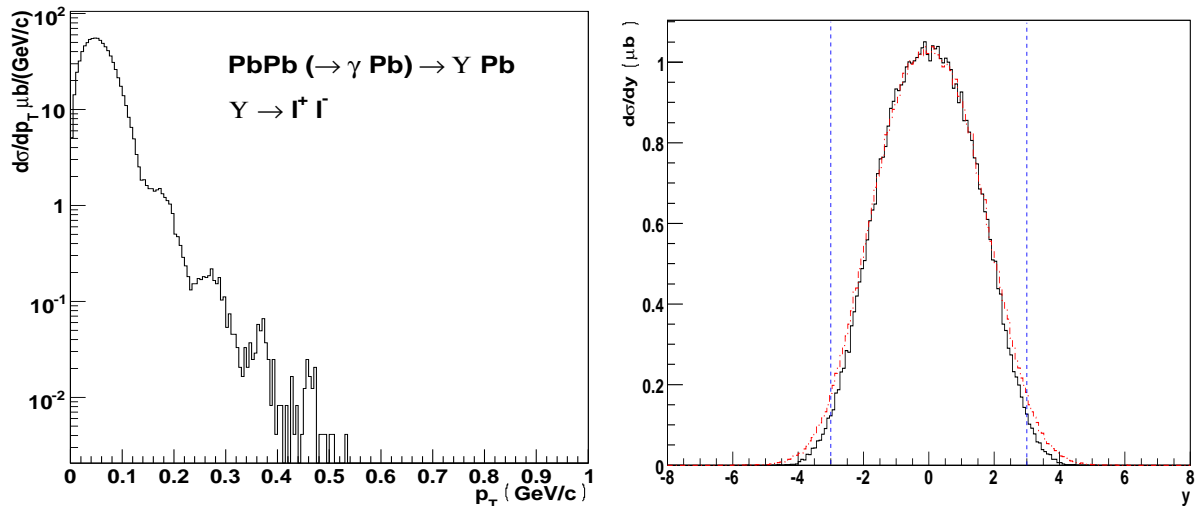 dσ/dp_T μb/(GeV/c)
10²
10
1
10⁻¹
10⁻²
PbPb (→ γ Pb) → Υ Pb
Υ → l⁺ l⁻
0 0.1 0.2 0.3 0.4 0.5 0.6 0.7 0.8 0.9 1
p_T (GeV/c)
dσ/dy (μb)
1
0.8
0.6
0.4
0.2
0
-8 -6 -4 -2 0 2 4 6 8
y